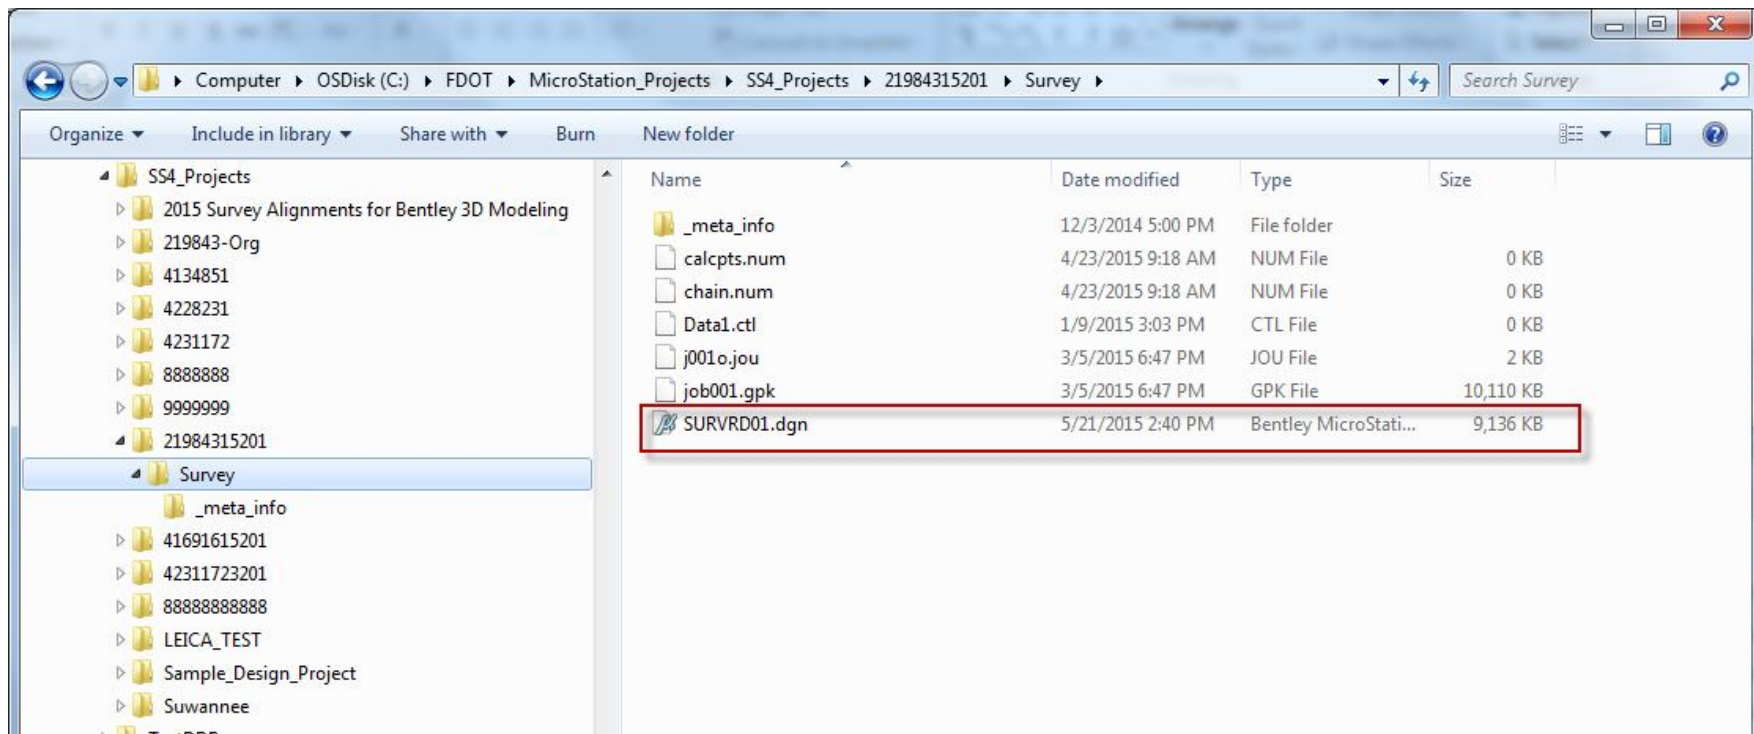 Computer ▸ OSDisk (C:) ▸ FDOT ▸ MicroStation_Projects ▸ SS4_Projects ▸ 21984315201 ▸ Survey ▸
Search Survey
Organize Include in library Share with Burn New folder
SS4_Projects
2015 Survey Alignments for Bentley 3D Modeling
219843-Org
4134851
4228231
4231172
8888888
9999999
21984315201
Survey
_meta_info
41691615201
42311723201
88888888888
LEICA_TEST
Sample_Design_Project
Suwannee
Name Date modified Type Size
_meta_info 12/3/2014 5:00 PM File folder
calcpts.num 4/23/2015 9:18 AM NUM File 0 KB
chain.num 4/23/2015 9:18 AM NUM File 0 KB
Data1.ctl 1/9/2015 3:03 PM CTL File 0 KB
j001o.jou 3/5/2015 6:47 PM JOU File 2 KB
job001.gpk 3/5/2015 6:47 PM GPK File 10,110 KB
SURVRD01.dgn 5/21/2015 2:40 PM Bentley MicroStati... 9,136 KB